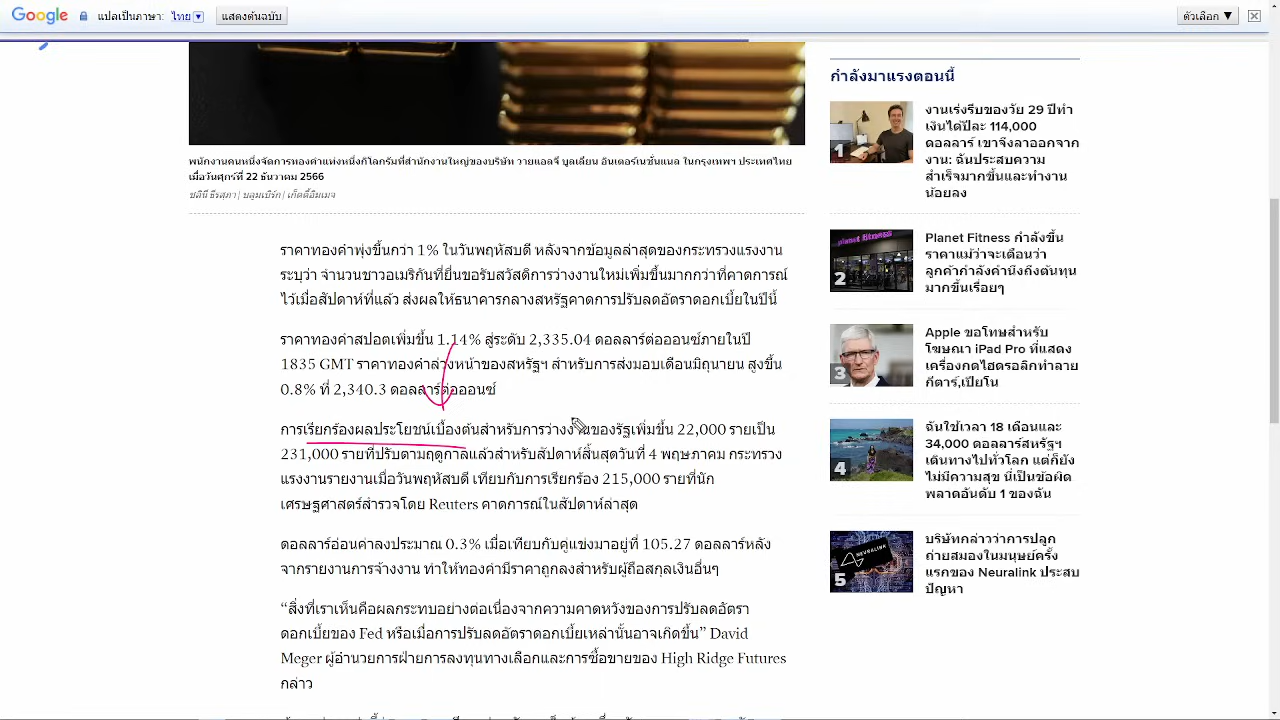 Google แปลเป็นภาษา: ไทย แสดงต้นฉบับ ตัวเลือก ▼
พนักงานคนหนึ่งจัดการทองคำแท่งหนึ่งกิโลกรัมที่สำนักงานใหญ่ของบริษัท วายแอลจี บูลเลียน อินเตอร์เนชั่นแนล ในกรุงเทพฯ ประเทศไทย
เมื่อวันศุกร์ที่ 22 ธันวาคม 2566
ชลินี ธีรสุภา | บลูมเบิร์ก | เก็ตตี้อิมเมจ
ราคาทองคำพุ่งขึ้นกว่า 1% ในวันพฤหัสบดี หลังจากข้อมูลล่าสุดของกระทรวงแรงงาน
ระบุว่า จำนวนชาวอเมริกันที่ยื่นขอรับสวัสดิการว่างงานใหม่เพิ่มขึ้นมากกว่าที่คาดการณ์
ไว้เมื่อสัปดาห์ที่แล้ว ส่งผลให้ธนาคารกลางสหรัฐคาดการปรับลดอัตราดอกเบี้ยในปีนี้
ราคาทองคำสปอตเพิ่มขึ้น 1.14% สู่ระดับ 2,335.04 ดอลลาร์ต่อออนซ์ภายในปี
1835 GMT ราคาทองคำล่วงหน้าของสหรัฐฯ สำหรับการส่งมอบเดือนมิถุนายน สูงขึ้น
0.8% ที่ 2,340.3 ดอลลาร์ต่อออนซ์
การเรียกร้องผลประโยชน์เบื้องต้นสำหรับการว่างงานของรัฐเพิ่มขึ้น 22,000 รายเป็น
231,000 รายที่ปรับตามฤดูกาลแล้วสำหรับสัปดาห์สิ้นสุดวันที่ 4 พฤษภาคม กระทรวง
แรงงานรายงานเมื่อวันพฤหัสบดี เทียบกับการเรียกร้อง 215,000 รายที่นัก
เศรษฐศาสตร์สำรวจโดย Reuters คาดการณ์ในสัปดาห์ล่าสุด
ดอลลาร์อ่อนค่าลงประมาณ 0.3% เมื่อเทียบกับคู่แข่งมาอยู่ที่ 105.27 ดอลลาร์หลัง
จากรายงานการจ้างงาน ทำให้ทองคำมีราคาถูกลงสำหรับผู้ถือสกุลเงินอื่นๆ
“สิ่งที่เราเห็นคือผลกระทบอย่างต่อเนื่องจากความคาดหวังของการปรับลดอัตรา
ดอกเบี้ยของ Fed หรือเมื่อการปรับลดอัตราดอกเบี้ยเหล่านั้นอาจเกิดขึ้น” David
Meger ผู้อำนวยการฝ่ายการลงทุนทางเลือกและการซื้อขายของ High Ridge Futures
กล่าว
กำลังมาแรงตอนนี้
1
งานเร่งรีบของวัย 29 ปีทำ
เงินได้ปีละ 114,000
ดอลลาร์ เขาจึงลาออกจาก
งาน: ฉันประสบความ
สำเร็จมากขึ้นและทำงาน
น้อยลง
planet fitness
2
Planet Fitness กำลังขึ้น
ราคาแม้ว่าจะเตือนว่า
ลูกค้ากำลังคำนึงถึงต้นทุน
มากขึ้นเรื่อยๆ
3
Apple ขอโทษสำหรับ
โฆษณา iPad Pro ที่แสดง
เครื่องกดไฮดรอลิกทำลาย
กีตาร์,เปียโน
4
ฉันใช้เวลา 18 เดือนและ
34,000 ดอลลาร์สหรัฐฯ
เดินทางไปทั่วโลก แต่ก็ยัง
ไม่มีความสุข นี่เป็นข้อผิด
พลาดอันดับ 1 ของฉัน
NEURALINK
5
บริษัทกล่าวว่าการปลูก
ถ่ายสมองในมนุษย์ครั้ง
แรกของ Neuralink ประสบ
ปัญหา